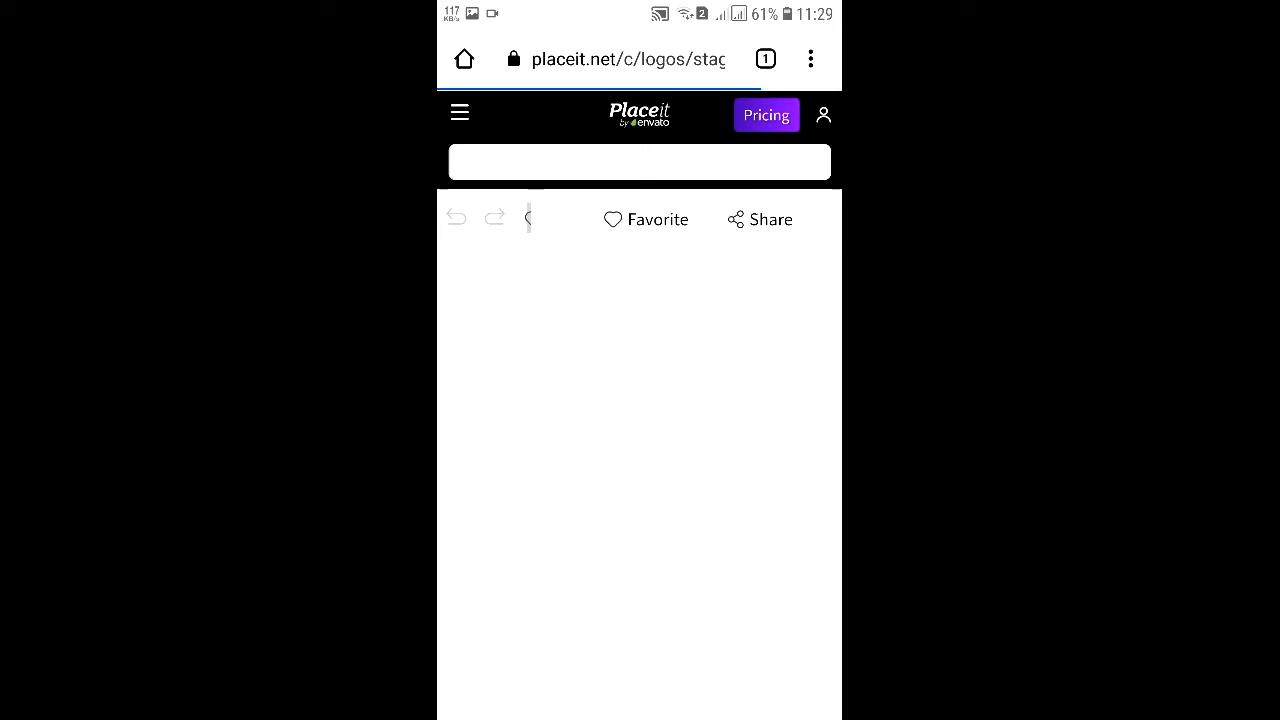 117
KB/s
2
61%
11:29
placeit.net/c/logos/stag
1
Placeit
by envato
Pricing
Favorite
Share